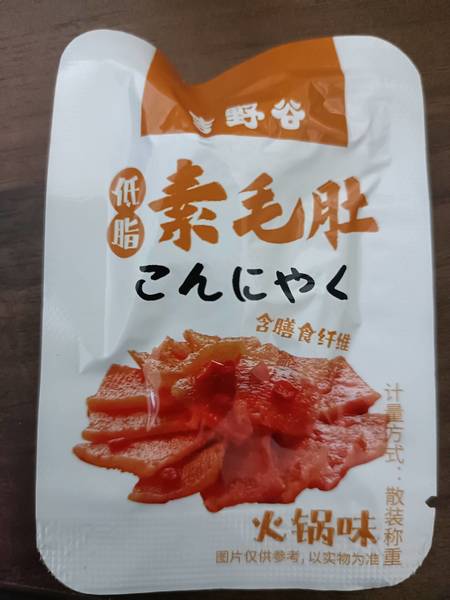 野谷
低脂
素毛肚
こんにゃく
含膳食纤维
计量方式：散装称重
火锅味
图片仅供参考，以实物为准